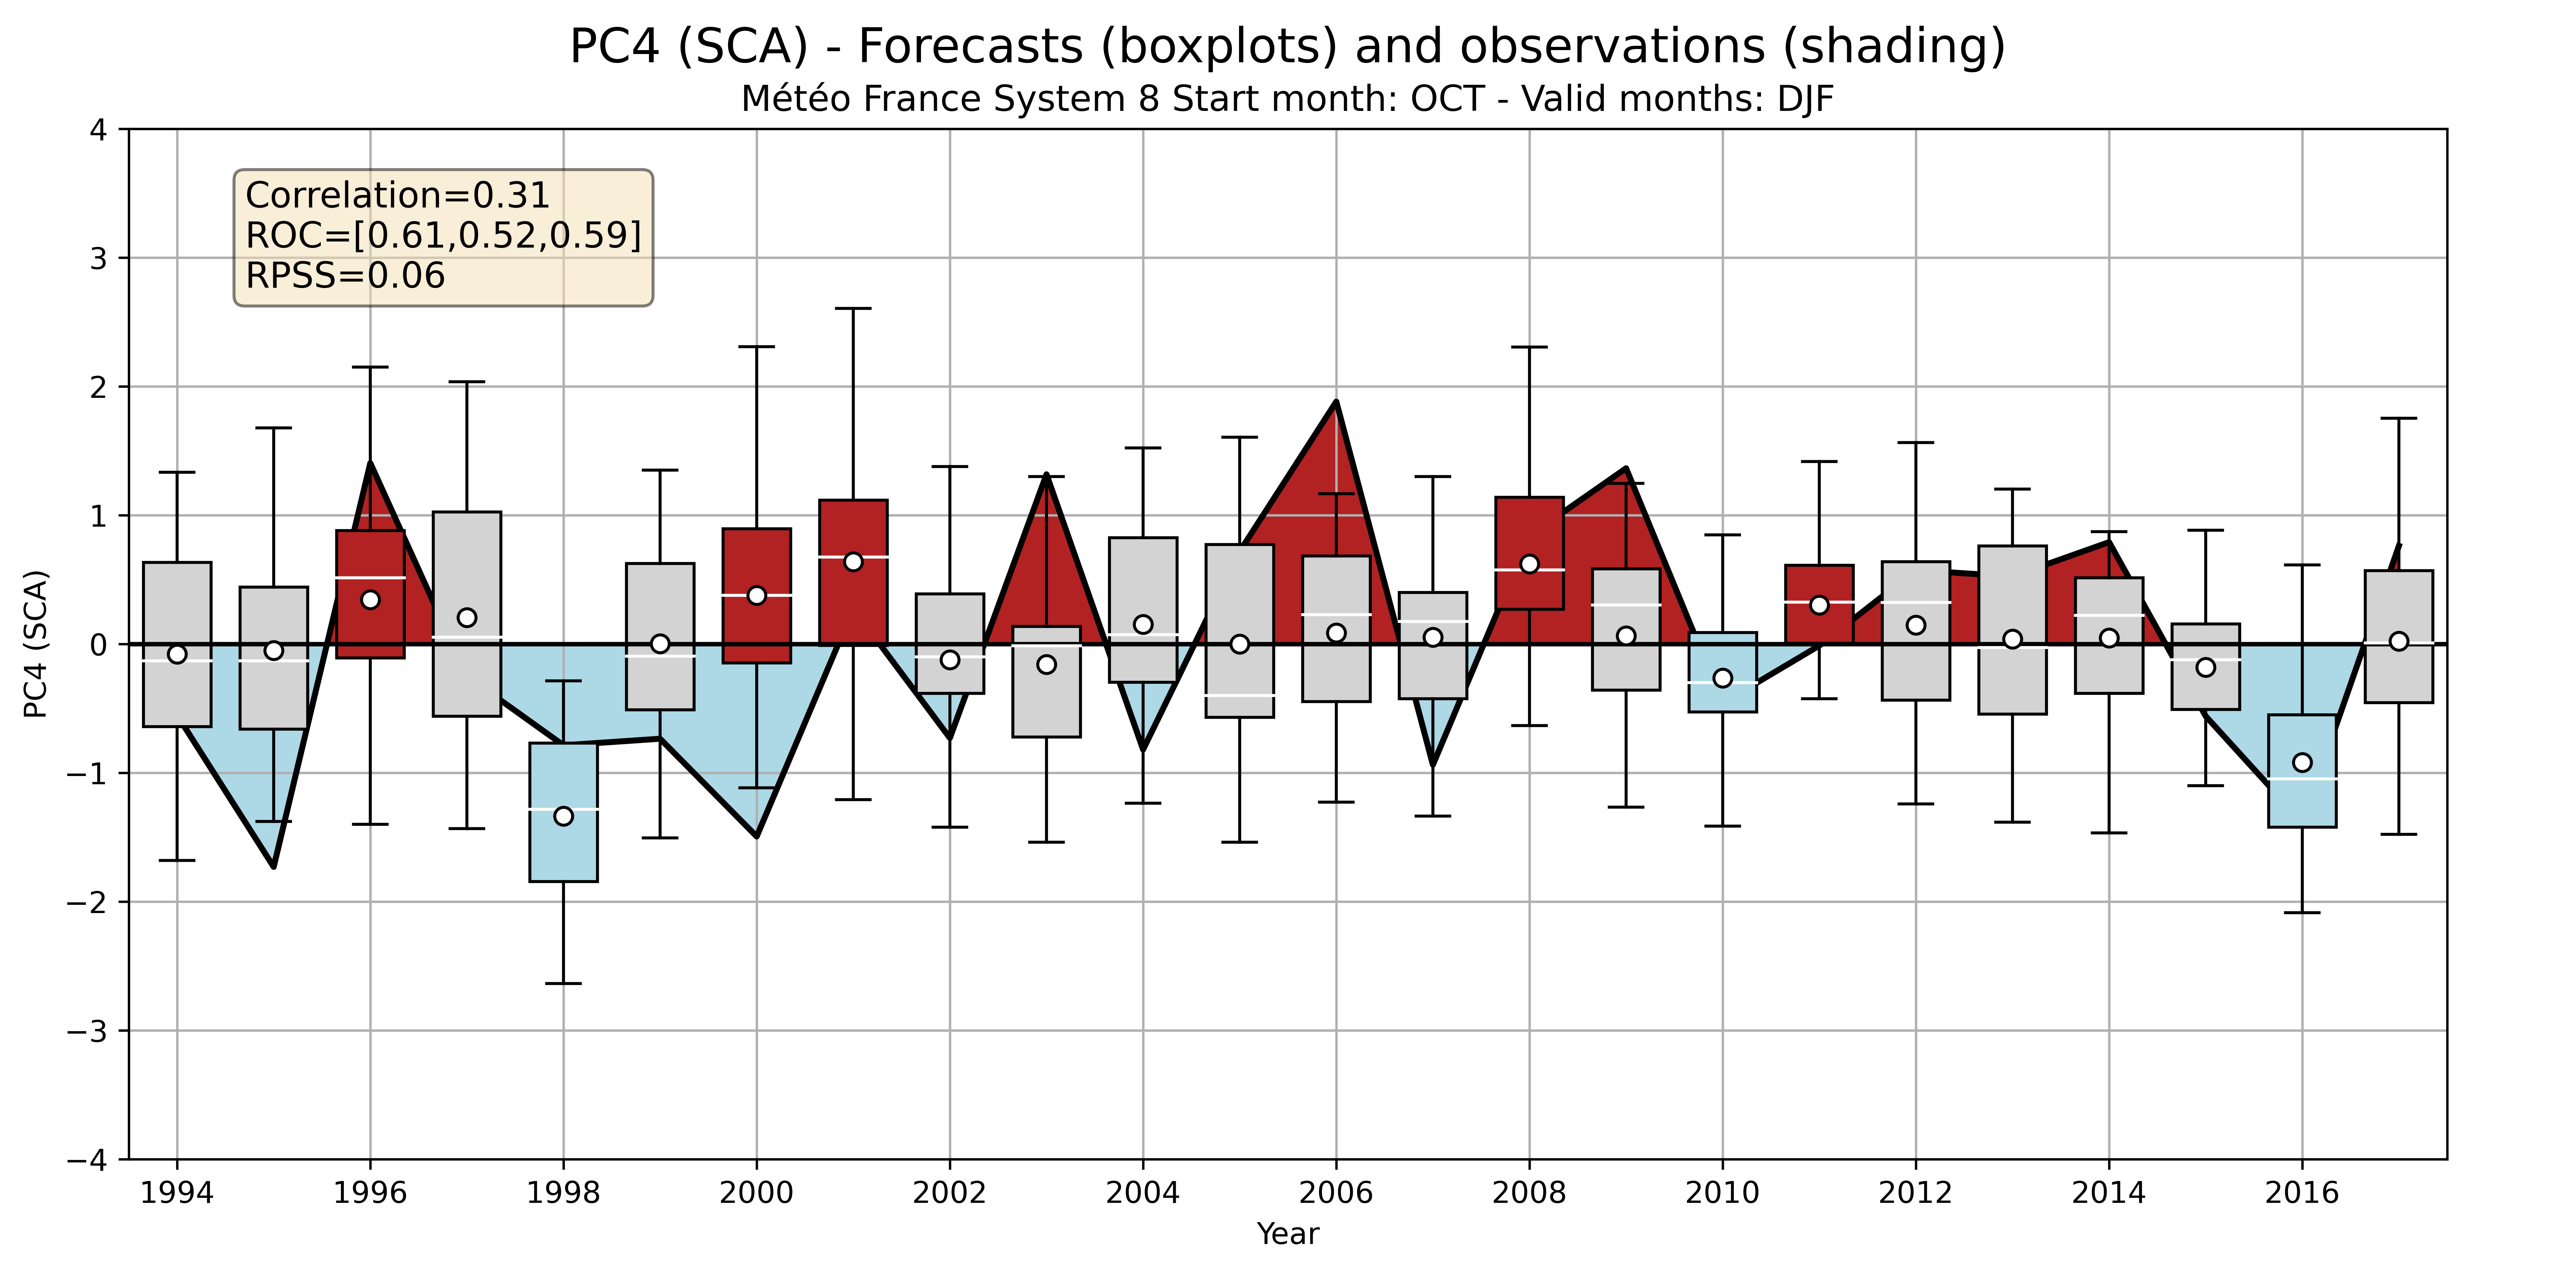 PC4 (SCA) - Forecasts (boxplots) and observations (shading)
Météo France System 8 Start month: OCT - Valid months: DJF
Correlation=0.31
ROC=[0.61,0.52,0.59]
RPSS=0.06
PC4 (SCA)
4
3
2
1
0
−1
−2
−3
−4
1994 1996 1998 2000 2002 2004 2006 2008 2010 2012 2014 2016
Year